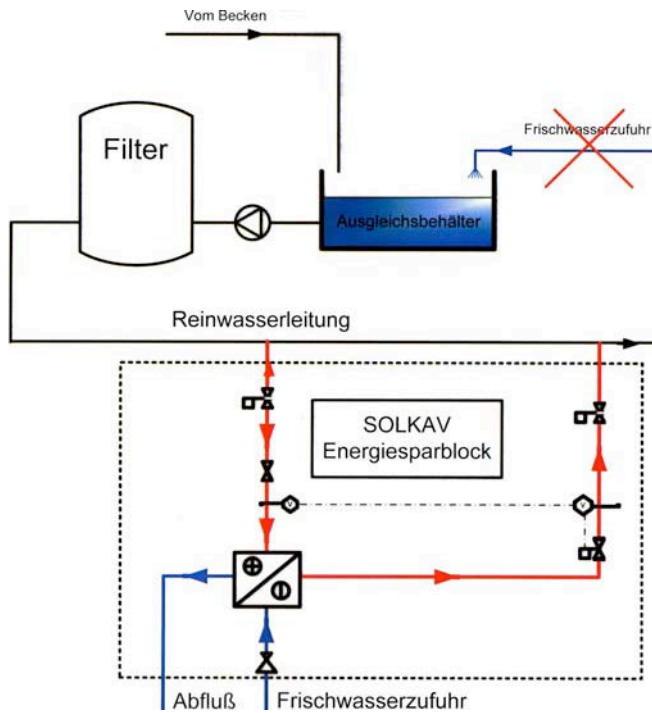 Vom Becken
Filter
Frischwasserzufuhr
Ausgleichsbehälter
Reinwasserleitung
SOLKAV
Energiesparblock
V
V
Abfluß
Frischwasserzufuhr